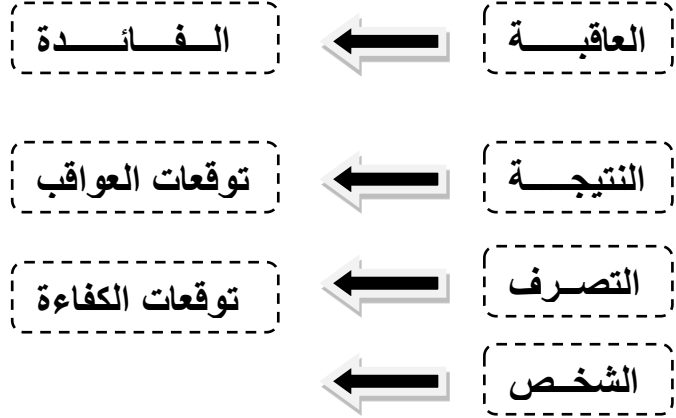 العاقبة
الفائدة
النتيجة
توقعات العواقب
التصرف
توقعات الكفاءة
الشخص